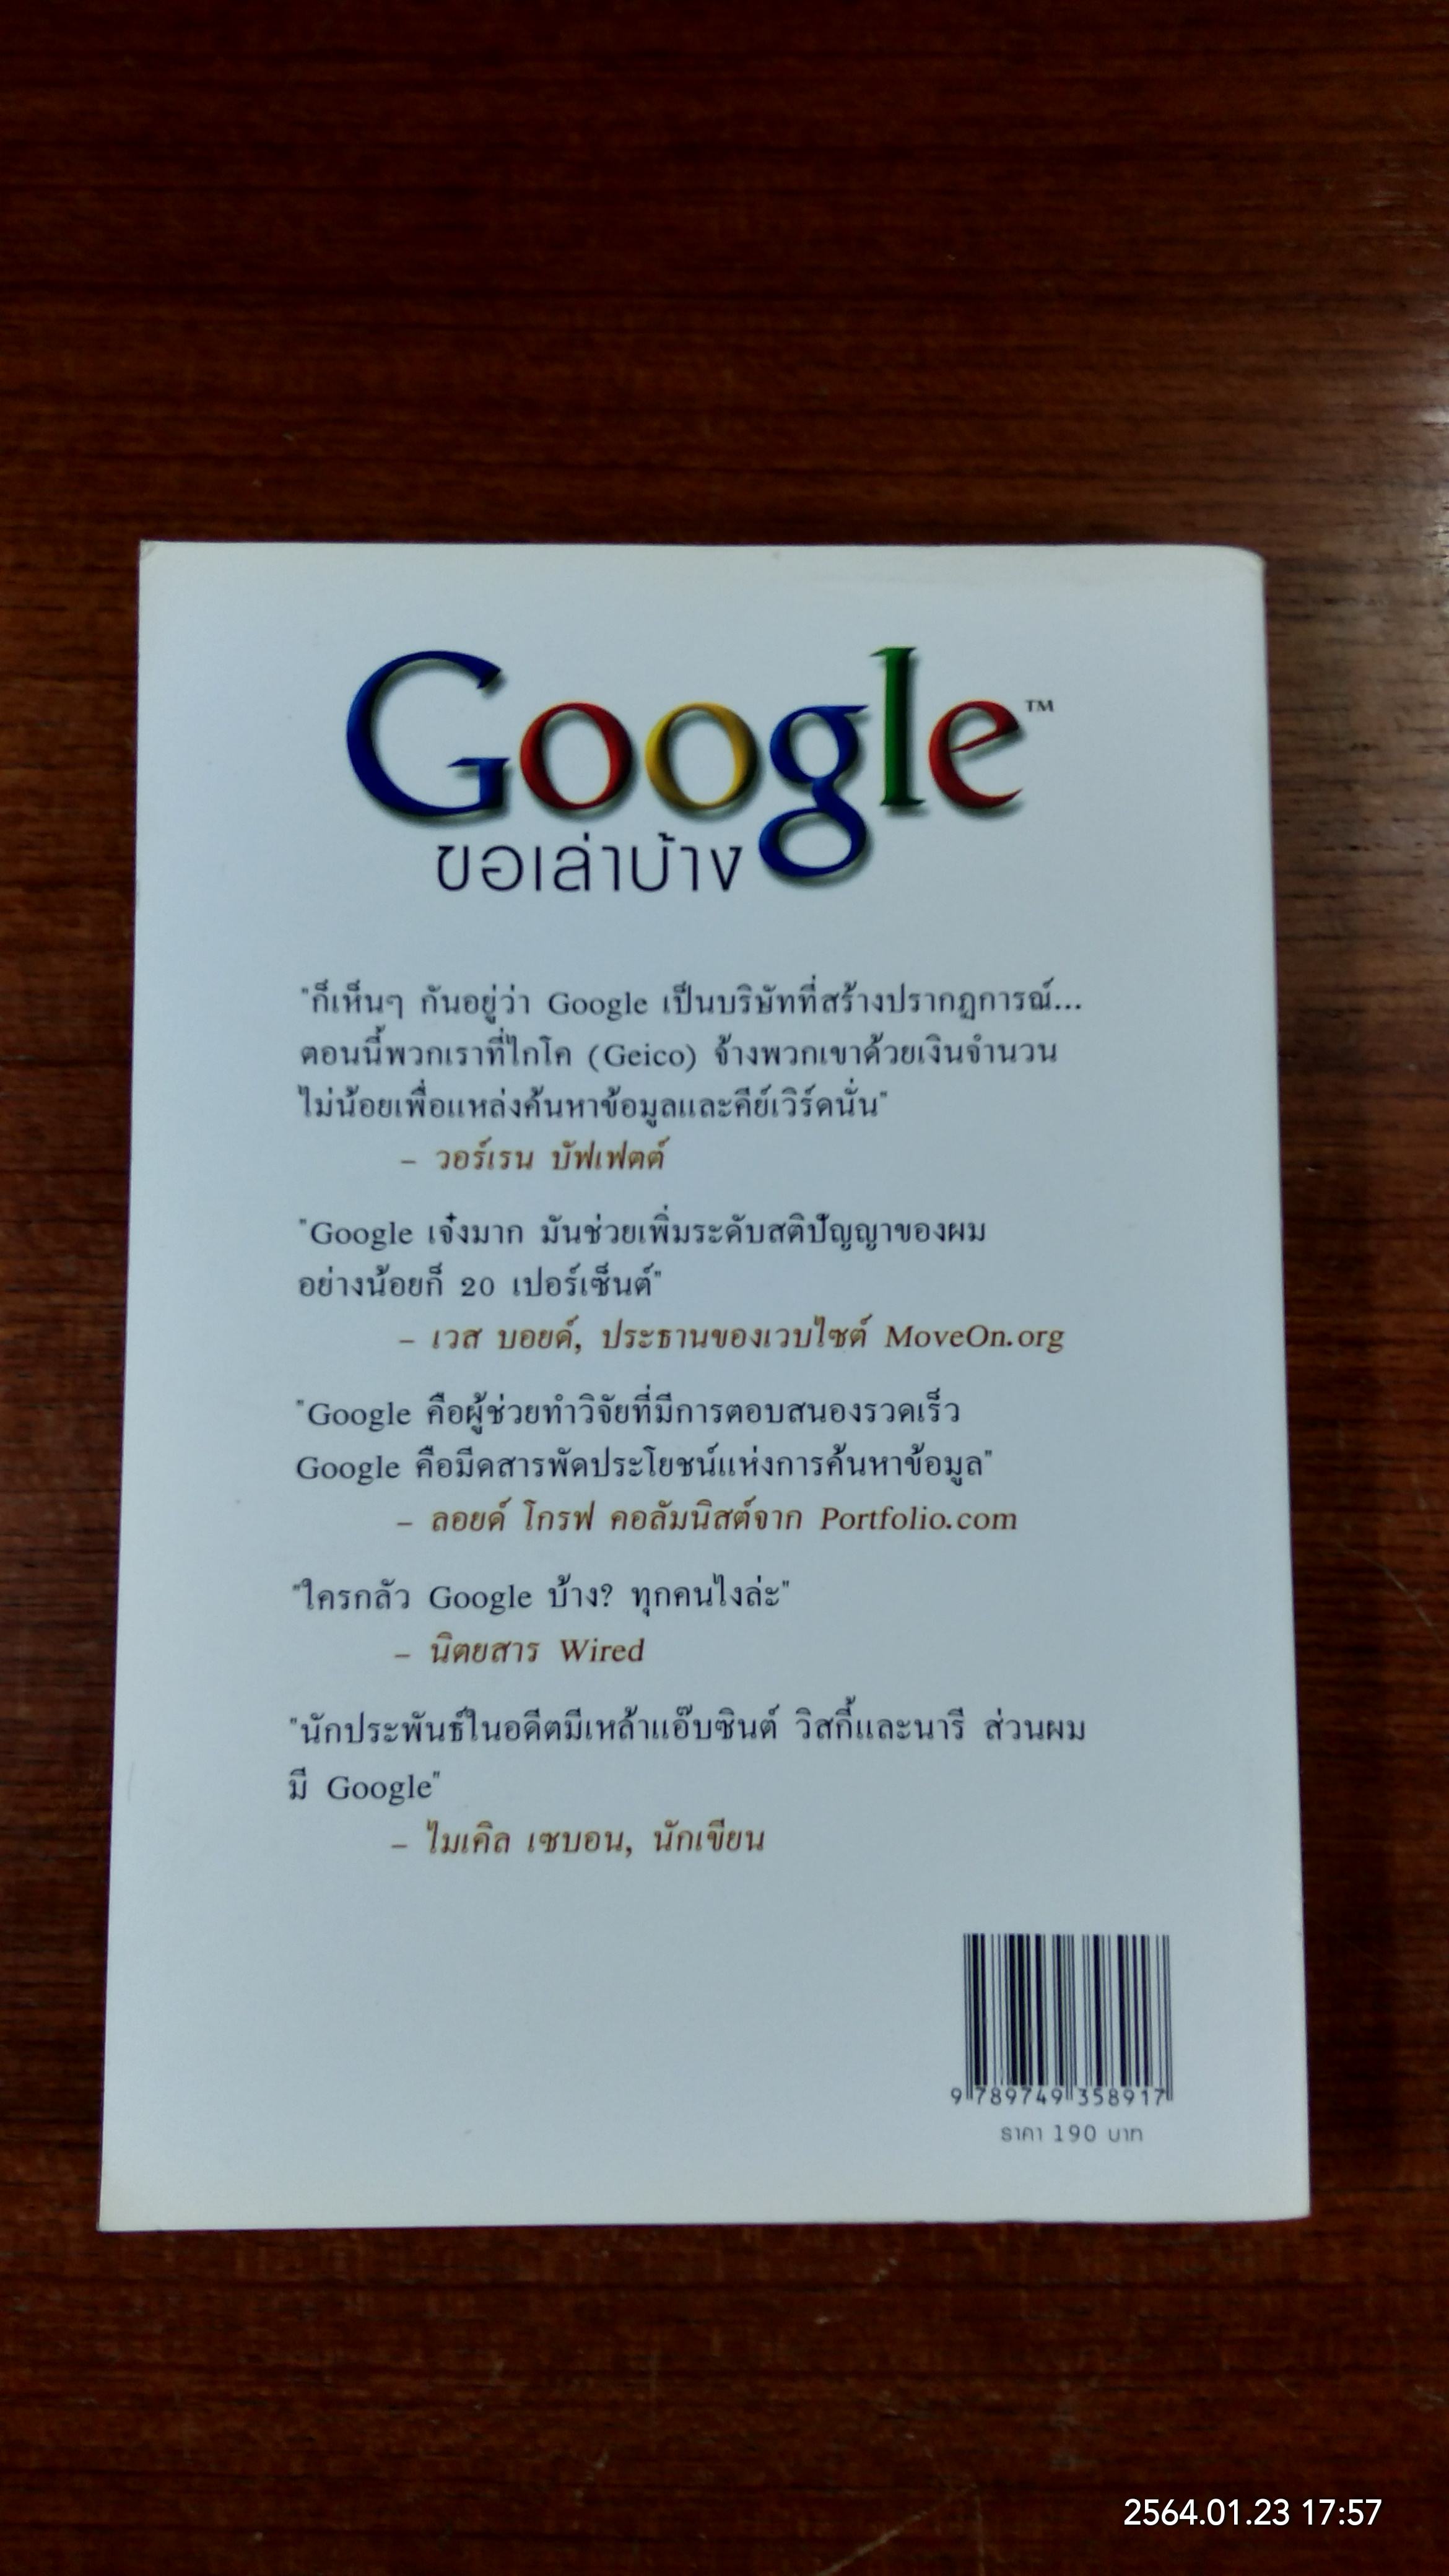 Google™
ขอเล่าบ้าง
"ก็เห็นๆ กันอยู่ว่า Google เป็นบริษัทที่สร้างปรากฏการณ์...
ตอนนี้พวกเราที่ไกโค (Geico) จ้างพวกเขาด้วยเงินจำนวน
ไม่น้อยเพื่อแหล่งค้นหาข้อมูลและคีย์เวิร์ดนั่น"
– วอร์เรน บัฟเฟตต์
"Google เจ๋งมาก มันช่วยเพิ่มระดับสติปัญญาของผม
อย่างน้อยก็ 20 เปอร์เซ็นต์"
– เวส บอยด์, ประธานของเวบไซต์ MoveOn.org
"Google คือผู้ช่วยทำวิจัยที่มีการตอบสนองรวดเร็ว
Google คือมีดสารพัดประโยชน์แห่งการค้นหาข้อมูล"
– ลอยด์ โกรฟ คอลัมนิสต์จาก Portfolio.com
"ใครกลัว Google บ้าง? ทุกคนไงล่ะ"
– นิตยสาร Wired
"นักประพันธ์ในอดีตมีเหล้าแอ๊บซินต์ วิสกี้และนารี ส่วนผม
มี Google"
– ไมเคิล เซบอน, นักเขียน
9 789749 358917
ราคา 190 บาท
2564.01.23 17:57